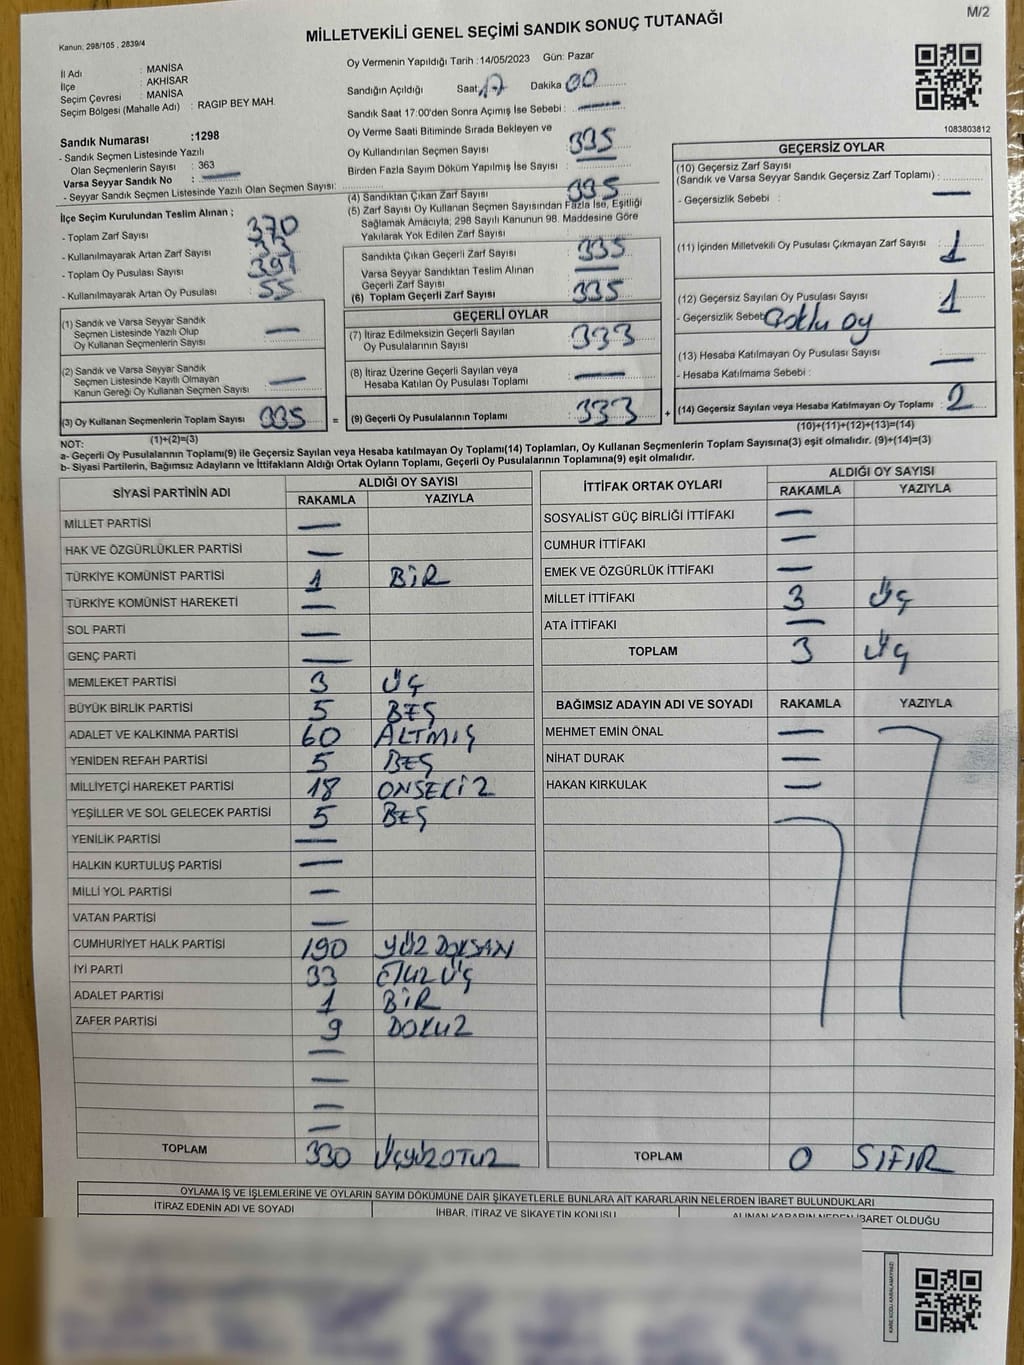 M/2
MİLLETVEKİLİ GENEL SEÇİMİ SANDIK SONUÇ TUTANAĞI
Kanun: 298/105 , 2839/4
İl Adı : MANİSA
İlçe : AKHİSAR
Seçim Çevresi : MANİSA
Seçim Bölgesi (Mahalle Adı) : RAGIP BEY MAH.
Sandık Numarası :1298
- Sandık Seçmen Listesinde Yazılı
Olan Seçmenlerin Sayısı : 363
Varsa Seyyar Sandık No : —
- Seyyar Sandık Seçmen Listesinde Yazılı Olan Seçmen Sayısı:
İlçe Seçim Kurulundan Teslim Alınan ;
- Toplam Zarf Sayısı 370
- Kullanılmayarak Artan Zarf Sayısı 33
- Toplam Oy Pusulası Sayısı 391
- Kullanılmayarak Artan Oy Pusulası 55
(1) Sandık ve Varsa Seyyar Sandık
Seçmen Listesinde Yazılı Olup
Oy Kullanan Seçmenlerin Sayısı —
(2) Sandık ve Varsa Seyyar Sandık
Seçmen Listesinde Kayıtlı Olmayan
Kanun Gereği Oy Kullanan Seçmen Sayısı : —
(3) Oy Kullanan Seçmenlerin Toplam Sayısı 335 =
(1)+(2)=(3)
Oy Vermenin Yapıldığı Tarih :14/05/2023 Gün: Pazar
Sandığın Açıldığı Saat 17 Dakika 00
Sandık Saat 17:00'den Sonra Açımış İse Sebebi : —
Oy Verme Saati Bitiminde Sırada Bekleyen ve
Oy Kullandırılan Seçmen Sayısı : 335
Birden Fazla Sayım Döküm Yapılmış İse Sayısı : —
(4) Sandıktan Çıkan Zarf Sayısı : 335
(5) Zarf Sayısı Oy Kullanan Seçmen Sayısından Fazla İse, Eşitliği
Sağlamak Amacıyla, 298 Sayılı Kanunun 98. Maddesine Göre
Yakılarak Yok Edilen Zarf Sayısı :
Sandıkta Çıkan Geçerli Zarf Sayısı : 335
Varsa Seyyar Sandıktan Teslim Alınan
Geçerli Zarf Sayısı : —
(6) Toplam Geçerli Zarf Sayısı : 335
GEÇERLİ OYLAR
(7) İtiraz Edilmeksizin Geçerli Sayılan
Oy Pusulalarının Sayısı : 333
(8) İtiraz Üzerine Geçerli Sayılan veya
Hesaba Katılan Oy Pusulası Toplamı : —
(9) Geçerli Oy Pusulalarının Toplamı : 333 +
1083803812
GEÇERSİZ OYLAR
(10) Geçersiz Zarf Sayısı
(Sandık ve Varsa Seyyar Sandık Geçersiz Zarf Toplamı) :
- Geçersizlik Sebebi : —
(11) İçinden Milletvekili Oy Pusulası Çıkmayan Zarf Sayısı : 1
(12) Geçersiz Sayılan Oy Pusulası Sayısı : 1
- Geçersizlik Sebebi Çoklu oy
(13) Hesaba Katılmayan Oy Pusulası Sayısı : —
- Hesaba Katılmama Sebebi :
(14) Geçersiz Sayılan veya Hesaba Katılmayan Oy Toplamı : 2
(10)+(11)+(12)+(13)=(14)
NOT:
a- Geçerli Oy Pusulalarının Toplamı(9) ile Geçersiz Sayılan veya Hesaba katılmayan Oy Toplamı(14) Toplamları, Oy Kullanan Seçmenlerin Toplam Sayısına(3) eşit olmalıdır. (9)+(14)=(3)
b- Siyasi Partilerin, Bağımsız Adayların ve İttifakların Aldığı Ortak Oyların Toplamı, Geçerli Oy Pusulalarının Toplamına(9) eşit olmalıdır.
SİYASİ PARTİNİN ADI ALDIĞI OY SAYISI
RAKAMLA YAZIYLA
MİLLET PARTİSİ —
HAK VE ÖZGÜRLÜKLER PARTİSİ —
TÜRKİYE KOMÜNİST PARTİSİ 1 BİR
TÜRKİYE KOMÜNİST HAREKETİ —
SOL PARTİ —
GENÇ PARTİ —
MEMLEKET PARTİSİ 3 ÜÇ
BÜYÜK BİRLİK PARTİSİ 5 BEŞ
ADALET VE KALKINMA PARTİSİ 60 ALTMIŞ
YENİDEN REFAH PARTİSİ 5 BEŞ
MİLLİYETÇİ HAREKET PARTİSİ 18 ONSEKİZ
YEŞİLLER VE SOL GELECEK PARTİSİ 5 BEŞ
YENİLİK PARTİSİ —
HALKIN KURTULUŞ PARTİSİ —
MİLLİ YOL PARTİSİ —
VATAN PARTİSİ —
CUMHURİYET HALK PARTİSİ 190 YÜZ DOKSAN
İYİ PARTİ 33 OTUZ ÜÇ
ADALET PARTİSİ 1 BİR
ZAFER PARTİSİ 9 DOKUZ
—
—
—
—
TOPLAM 330 ÜÇYÜZOTUZ
İTTİFAK ORTAK OYLARI ALDIĞI OY SAYISI
RAKAMLA YAZIYLA
SOSYALİST GÜÇ BİRLİĞİ İTTİFAKI —
CUMHUR İTTİFAKI —
EMEK VE ÖZGÜRLÜK İTTİFAKI —
MİLLET İTTİFAKI 3 ÜÇ
ATA İTTİFAKI —
TOPLAM 3 ÜÇ
BAĞIMSIZ ADAYIN ADI VE SOYADI RAKAMLA YAZIYLA
MEHMET EMİN ÖNAL —
NİHAT DURAK —
HAKAN KIRKULAK —
TOPLAM 0 SIFIR
OYLAMA İŞ VE İŞLEMLERİNE VE OYLARIN SAYIM DÖKÜMÜNE DAİR ŞİKAYETLERLE BUNLARA AİT KARARLARIN NELERDEN İBARET BULUNDUKLARI
İTİRAZ EDENİN ADI VE SOYADI İHBAR, İTİRAZ VE ŞİKAYETİN KONUSU ALINAN KARARIN NEDEN İBARET OLDUĞU
KARE KODU KARALAMAYINIZ!